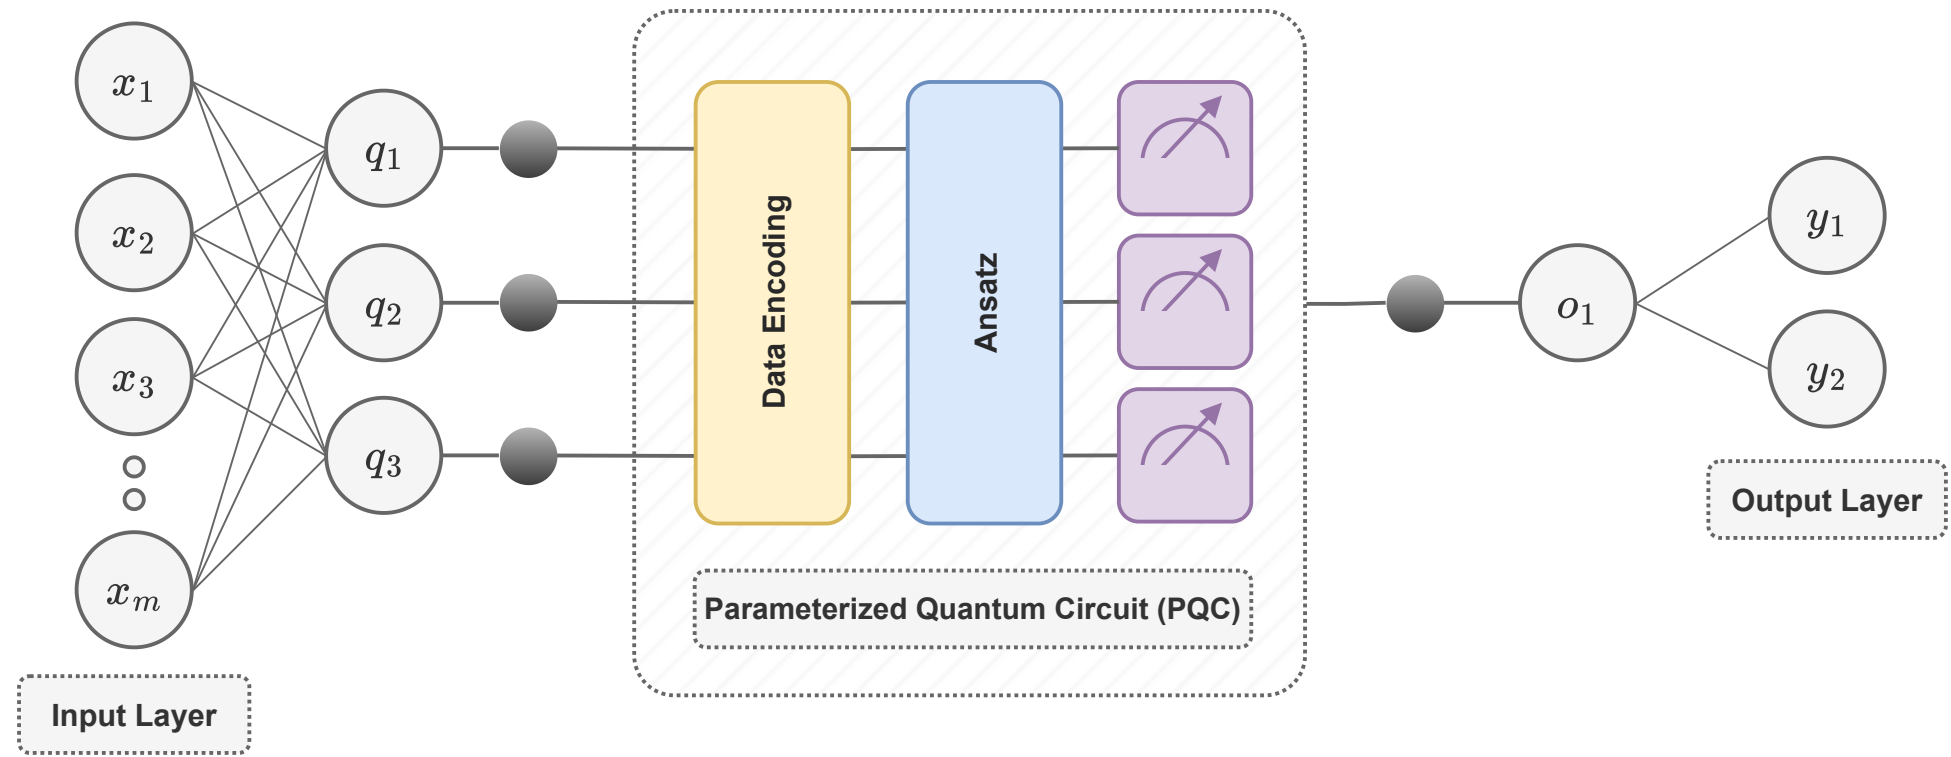 x1
x2
x3
xm
Input Layer
q1
q2
q3
Data Encoding
Ansatz
Parameterized Quantum Circuit (PQC)
o1
y1
y2
Output Layer